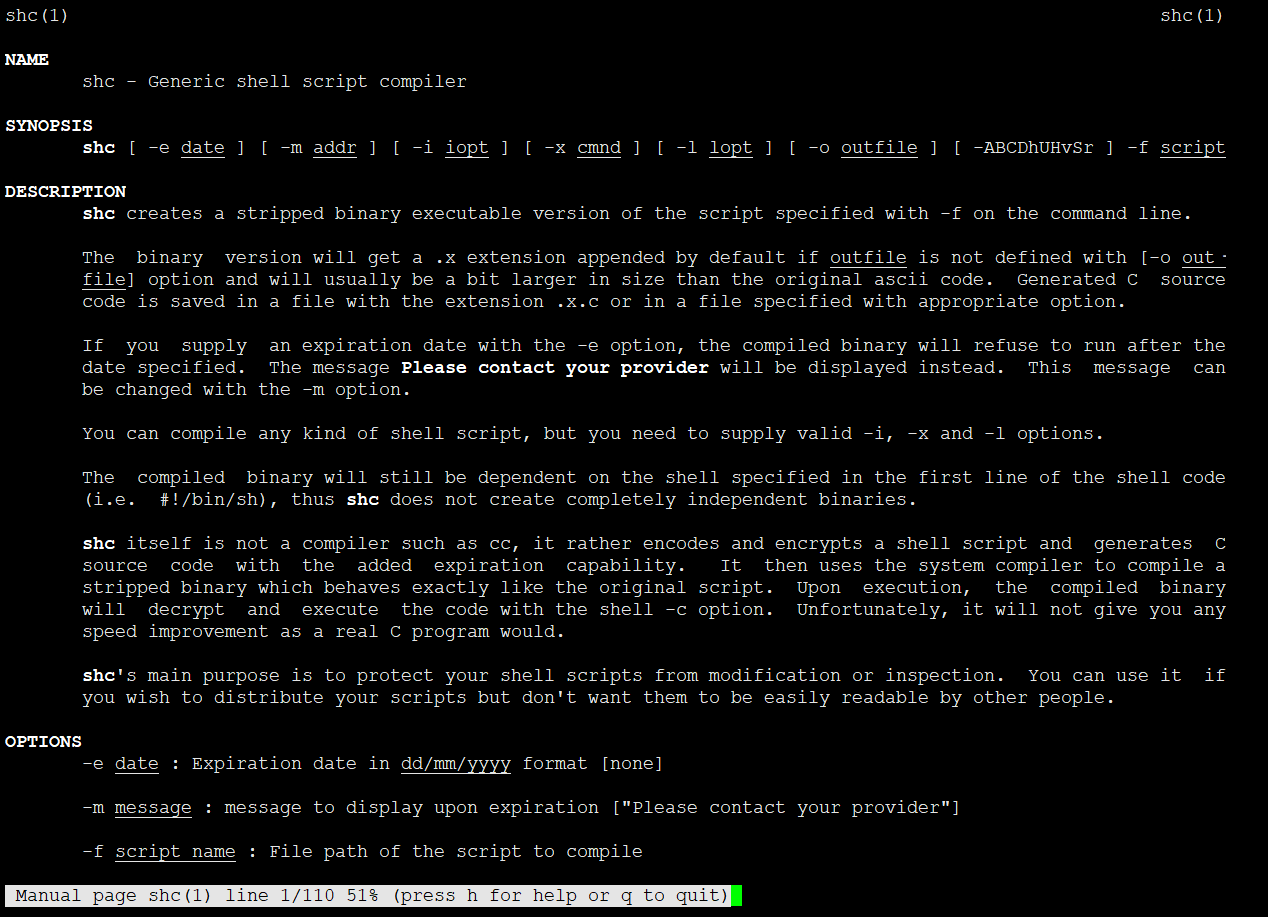 shc(1) shc(1)
NAME
shc - Generic shell script compiler
SYNOPSIS
shc [ -e date ] [ -m addr ] [ -i iopt ] [ -x cmnd ] [ -l lopt ] [ -o outfile ] [ -ABCDhUHvSr ] -f script
DESCRIPTION
shc creates a stripped binary executable version of the script specified with -f on the command line.
The binary version will get a .x extension appended by default if outfile is not defined with [-o out-
file] option and will usually be a bit larger in size than the original ascii code. Generated C source
code is saved in a file with the extension .x.c or in a file specified with appropriate option.
If you supply an expiration date with the -e option, the compiled binary will refuse to run after the
date specified. The message Please contact your provider will be displayed instead. This message can
be changed with the -m option.
You can compile any kind of shell script, but you need to supply valid -i, -x and -l options.
The compiled binary will still be dependent on the shell specified in the first line of the shell code
(i.e. #!/bin/sh), thus shc does not create completely independent binaries.
shc itself is not a compiler such as cc, it rather encodes and encrypts a shell script and generates C
source code with the added expiration capability. It then uses the system compiler to compile a
stripped binary which behaves exactly like the original script. Upon execution, the compiled binary
will decrypt and execute the code with the shell -c option. Unfortunately, it will not give you any
speed improvement as a real C program would.
shc's main purpose is to protect your shell scripts from modification or inspection. You can use it if
you wish to distribute your scripts but don't want them to be easily readable by other people.
OPTIONS
-e date : Expiration date in dd/mm/yyyy format [none]
-m message : message to display upon expiration ["Please contact your provider"]
-f script_name : File path of the script to compile
Manual page shc(1) line 1/110 51% (press h for help or q to quit)